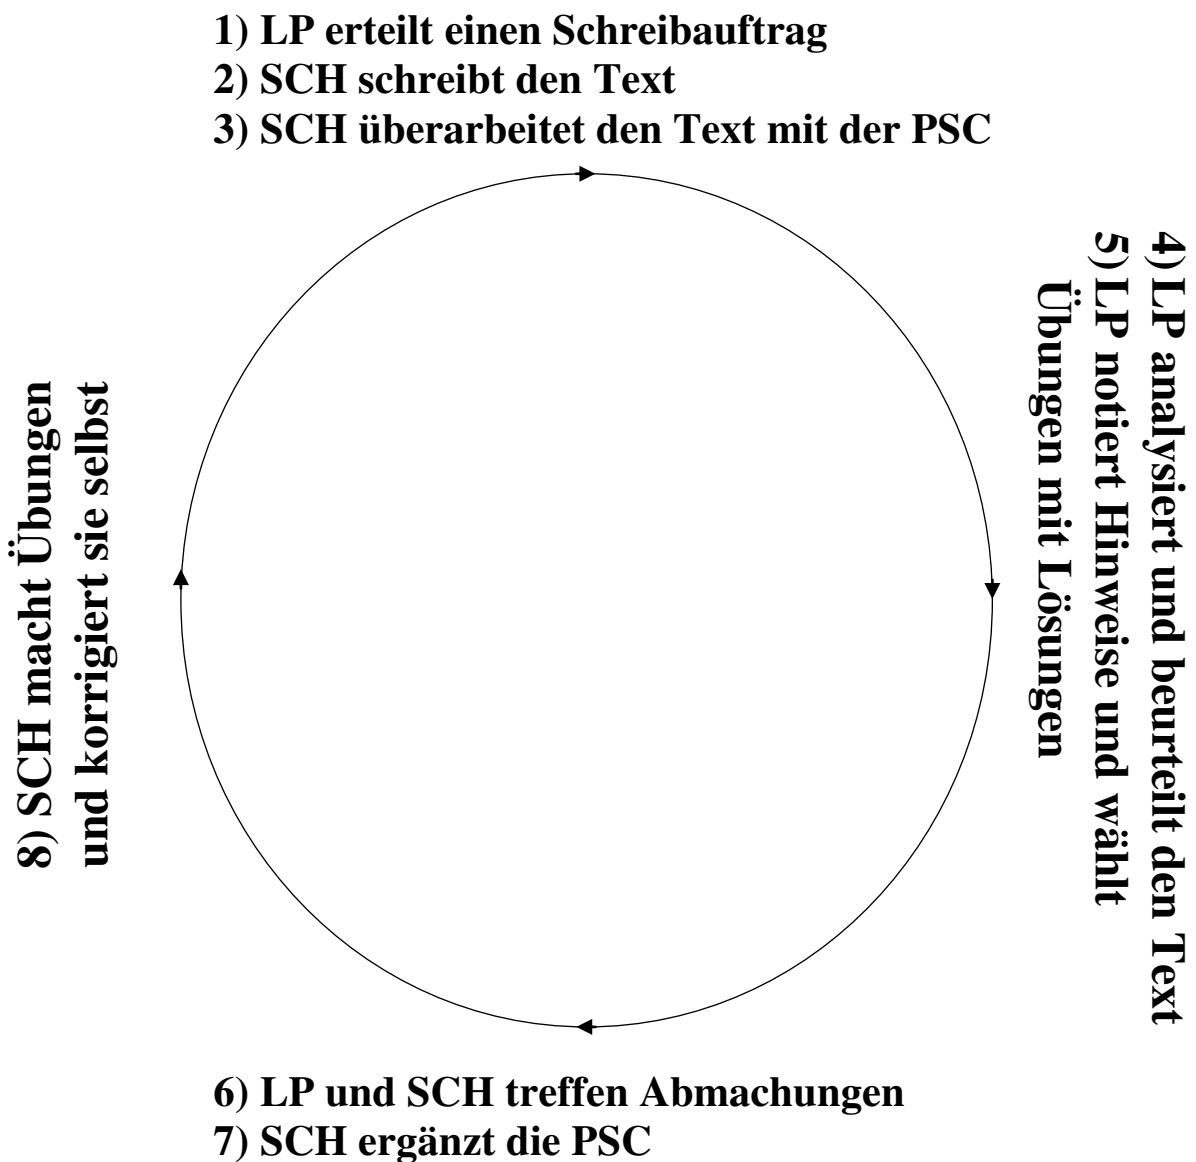 1) LP erteilt einen Schreibauftrag
2) SCH schreibt den Text
3) SCH überarbeitet den Text mit der PSC
4) LP analysiert und beurteilt den Text
5) LP notiert Hinweise und wählt
Übungen mit Lösungen
6) LP und SCH treffen Abmachungen
7) SCH ergänzt die PSC
8) SCH macht Übungen
und korrigiert sie selbst